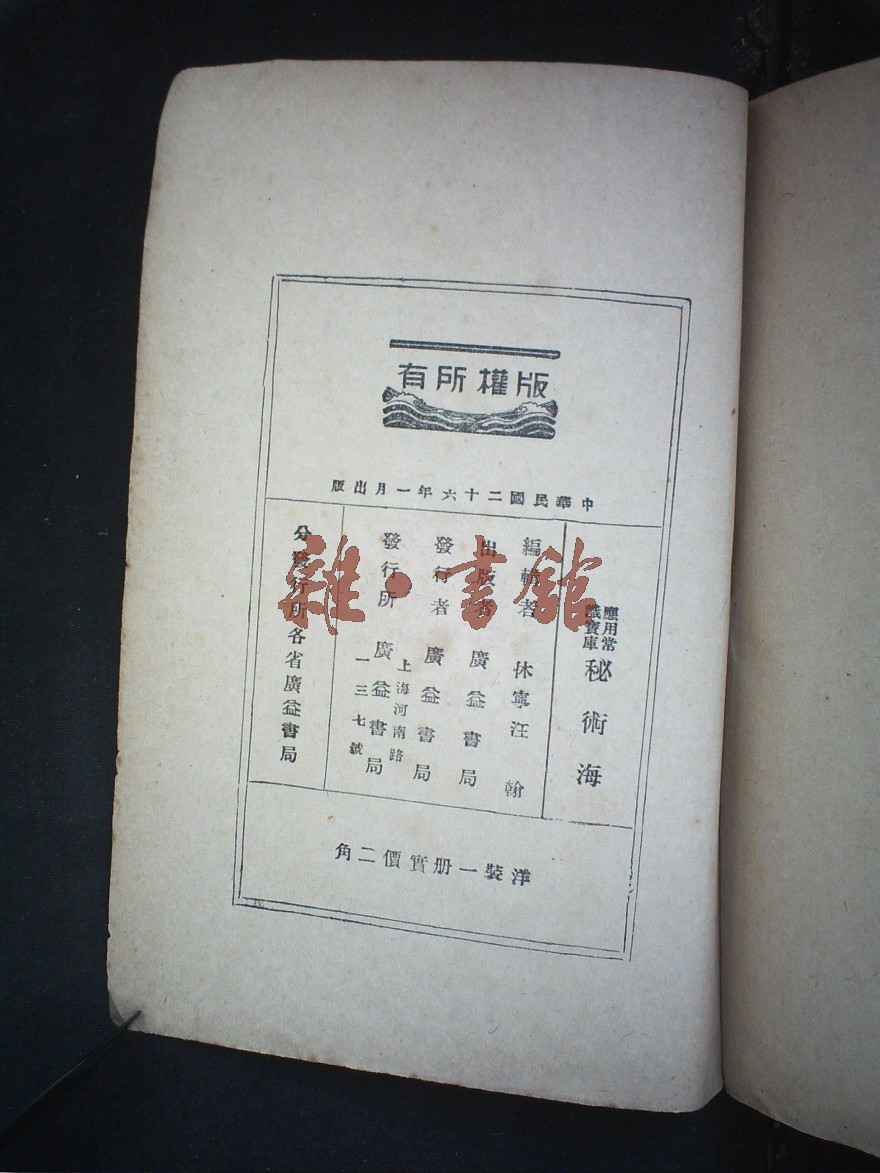 版權所有
中華民國二十六年一月出版
應用常識寶庫
秘術海
編輯者 休寧汪翰
出版者 廣益書局
發行者 廣益書局
上海河南路一三七號
發行所 廣益書局
分發行所各省廣益書局
洋裝一册實價二角
雜·書館